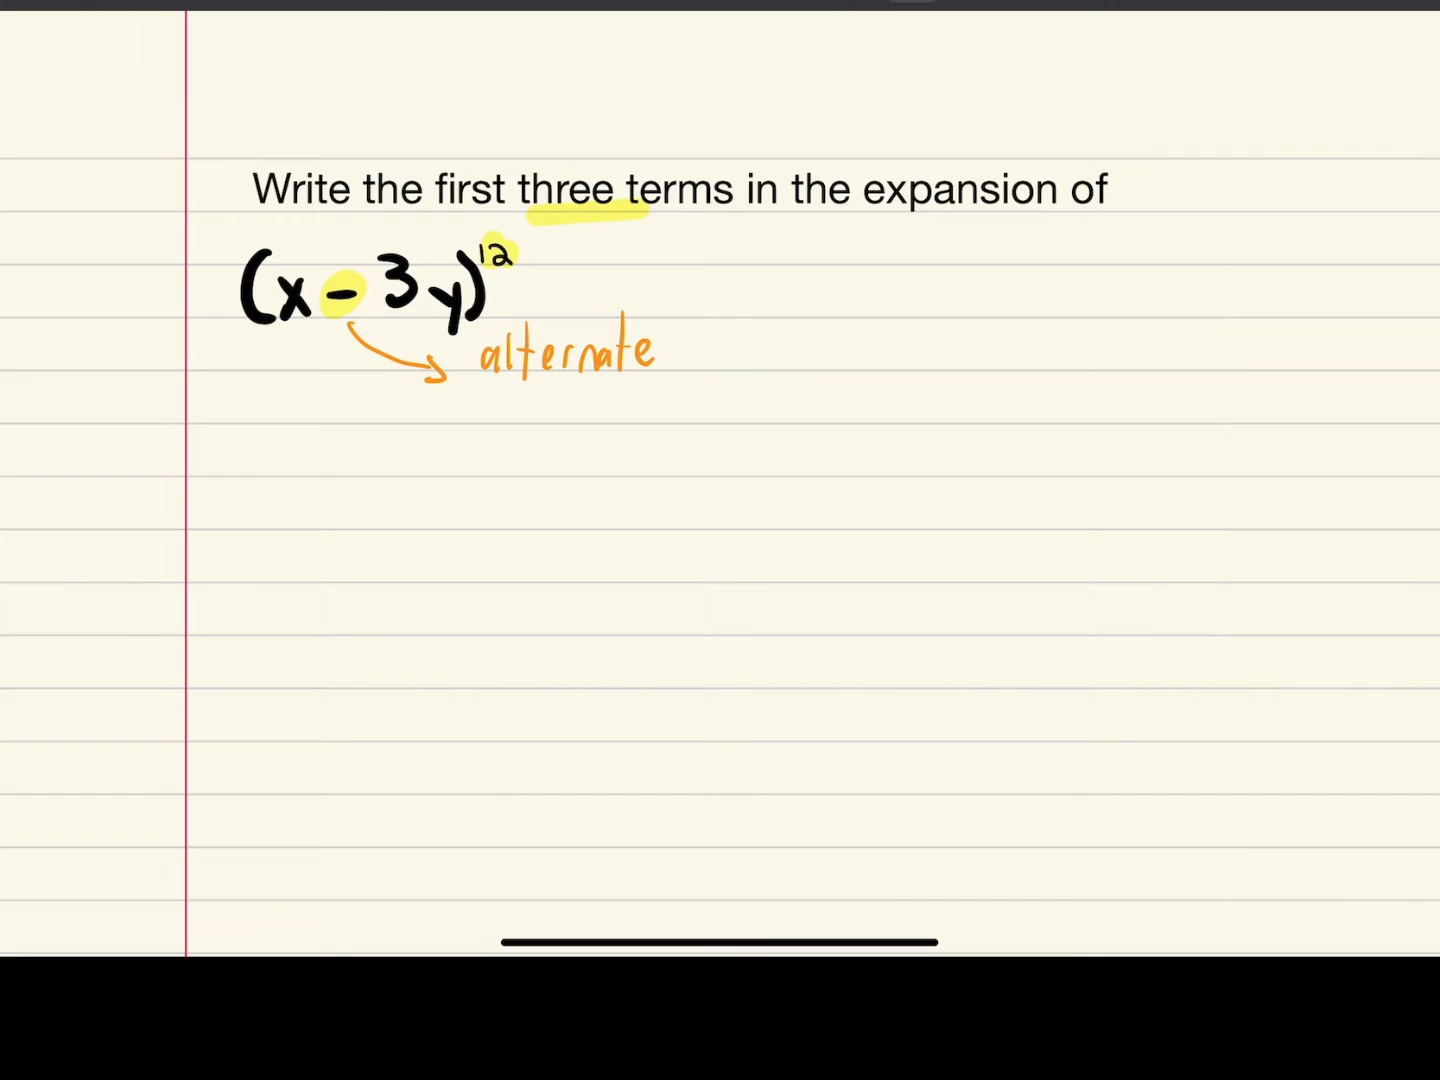 Write the first three terms in the expansion of
(x - 3y)¹²
alternate